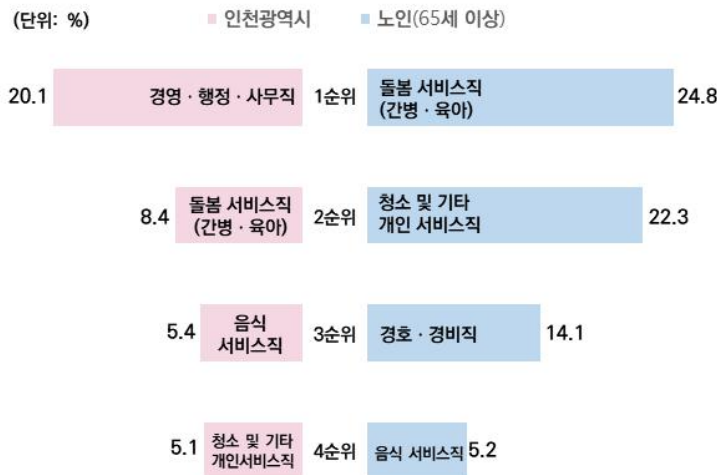 (단위: %) 인천광역시 노인(65세 이상)
20.1 경영·행정·사무직 1순위 돌봄 서비스직 24.8
(간병·육아)
8.4 돌봄 서비스직 2순위 청소 및 기타 22.3
(간병·육아) 개인 서비스직
5.4 음식 3순위 경호·경비직 14.1
서비스직
5.1 청소 및 기타 4순위 음식 서비스직 5.2
개인서비스직